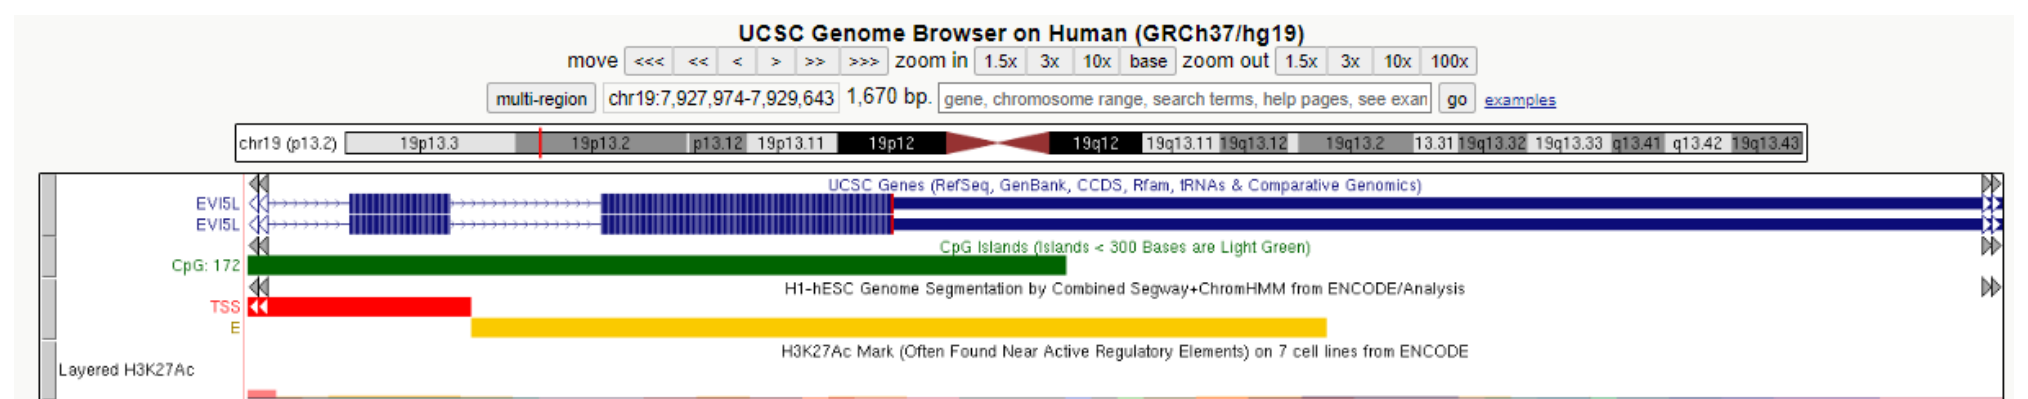 UCSC Genome Browser on Human (GRCh37/hg19)
move <<< << < > >> >>> zoom in 1.5x 3x 10x base zoom out 1.5x 3x 10x 100x
multi-region chr19:7,927,974-7,929,643 1,670 bp. gene, chromosome range, search terms, help pages, see exan go examples
chr19 (p13.2) 19p13.3 19p13.2 p13.12 19p13.11 19p12 19q12 19q13.11 19q13.12 19q13.2 13.31 19q13.32 19q13.33 q13.41 q13.42 19q13.43
UCSC Genes (RefSeq, GenBank, CCDS, Rfam, tRNAs & Comparative Genomics)
EVI5L
EVI5L
CpG Islands (Islands < 300 Bases are Light Green)
CpG: 172
H1-hESC Genome Segmentation by Combined Segway+ChromHMM from ENCODE/Analysis
TSS
E
H3K27Ac Mark (Often Found Near Active Regulatory Elements) on 7 cell lines from ENCODE
Layered H3K27Ac